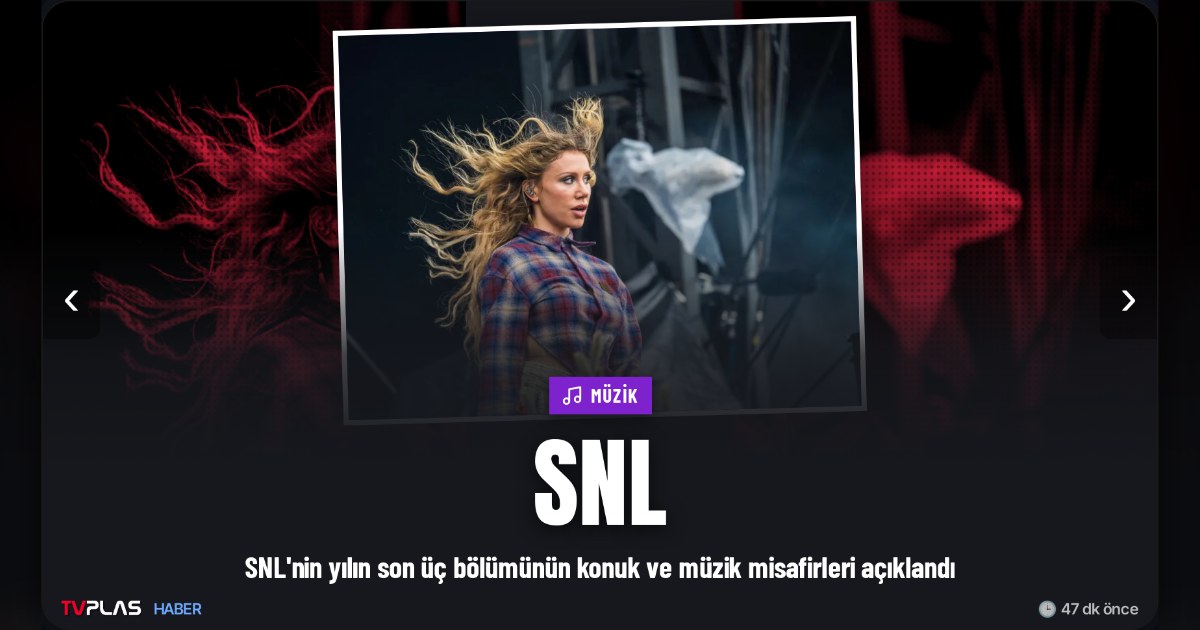 MÜZİK
SNL
SNL'nin yılın son üç bölümünün konuk ve müzik misafirleri açıklandı
TVPLAS HABER
47 dk önce